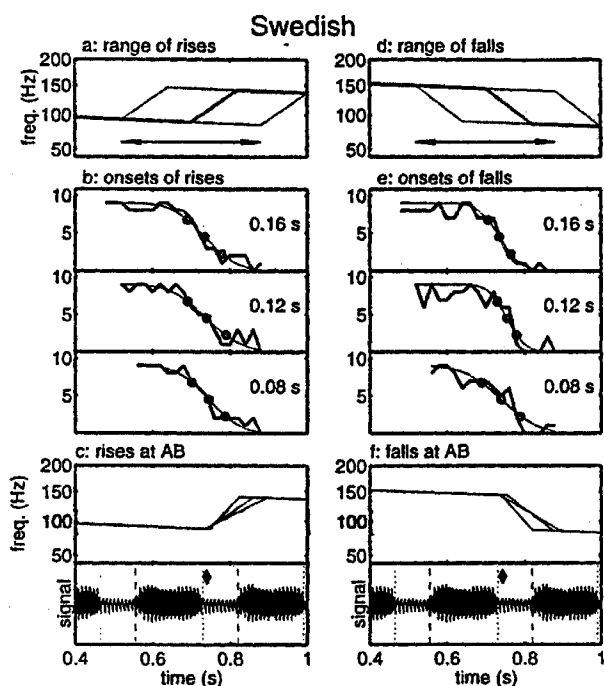 Swedish
a: range of rises
d: range of falls
freq. (Hz)
200
150
100
50
200
150
100
50
b: onsets of rises
e: onsets of falls
10
5
0.16 s
10
5
0.16 s
10
5
0.12 s
10
5
0.12 s
10
5
0.08 s
10
5
0.08 s
c: rises at AB
f: falls at AB
freq. (Hz)
200
150
100
50
200
150
100
50
signal
signal
0.4
0.6
0.8
1
0.4
0.6
0.8
1
time (s)
time (s)